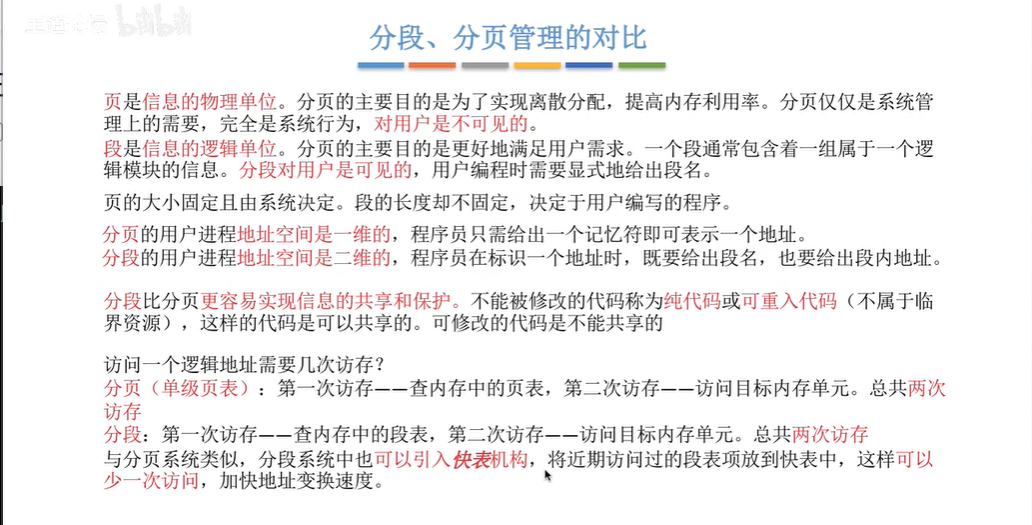 王道论坛 bilibili
分段、分页管理的对比
页是信息的物理单位。分页的主要目的是为了实现离散分配，提高内存利用率。分页仅仅是系统管
理上的需要，完全是系统行为，对用户是不可见的。
段是信息的逻辑单位。分页的主要目的是更好地满足用户需求。一个段通常包含着一组属于一个逻
辑模块的信息。分段对用户是可见的，用户编程时需要显式地给出段名。
页的大小固定且由系统决定。段的长度却不固定，决定于用户编写的程序。
分页的用户进程地址空间是一维的，程序员只需给出一个记忆符即可表示一个地址。
分段的用户进程地址空间是二维的，程序员在标识一个地址时，既要给出段名，也要给出段内地址。
分段比分页更容易实现信息的共享和保护。不能被修改的代码称为纯代码或可重入代码（不属于临
界资源），这样的代码是可以共享的。可修改的代码是不能共享的
访问一个逻辑地址需要几次访存？
分页（单级页表）：第一次访存——查内存中的页表，第二次访存——访问目标内存单元。总共两次
访存
分段：第一次访存——查内存中的段表，第二次访存——访问目标内存单元。总共两次访存
与分页系统类似，分段系统中也可以引入快表机构，将近期访问过的段表项放到快表中，这样可以
少一次访问，加快地址变换速度。